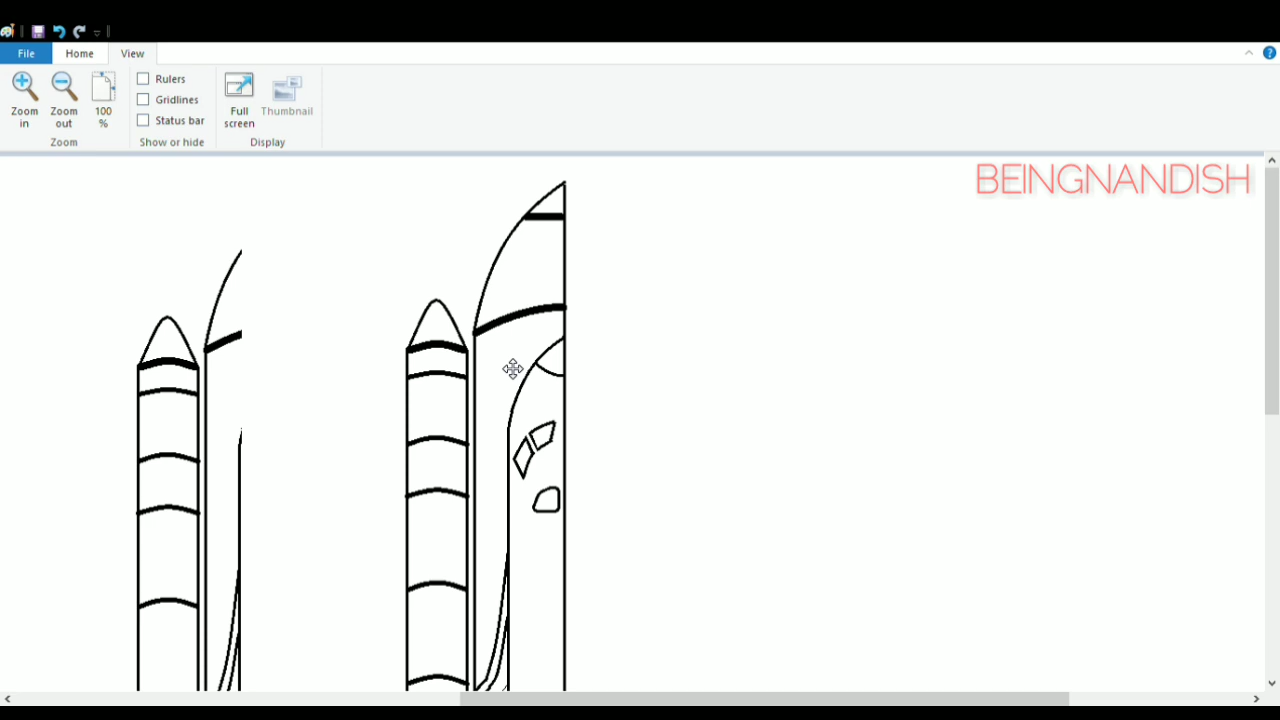 File Home View
Zoom in
Zoom out
100 %
Rulers
Gridlines
Status bar
Full screen
Thumbnail
Zoom
Show or hide
Display
BEINGNANDISH